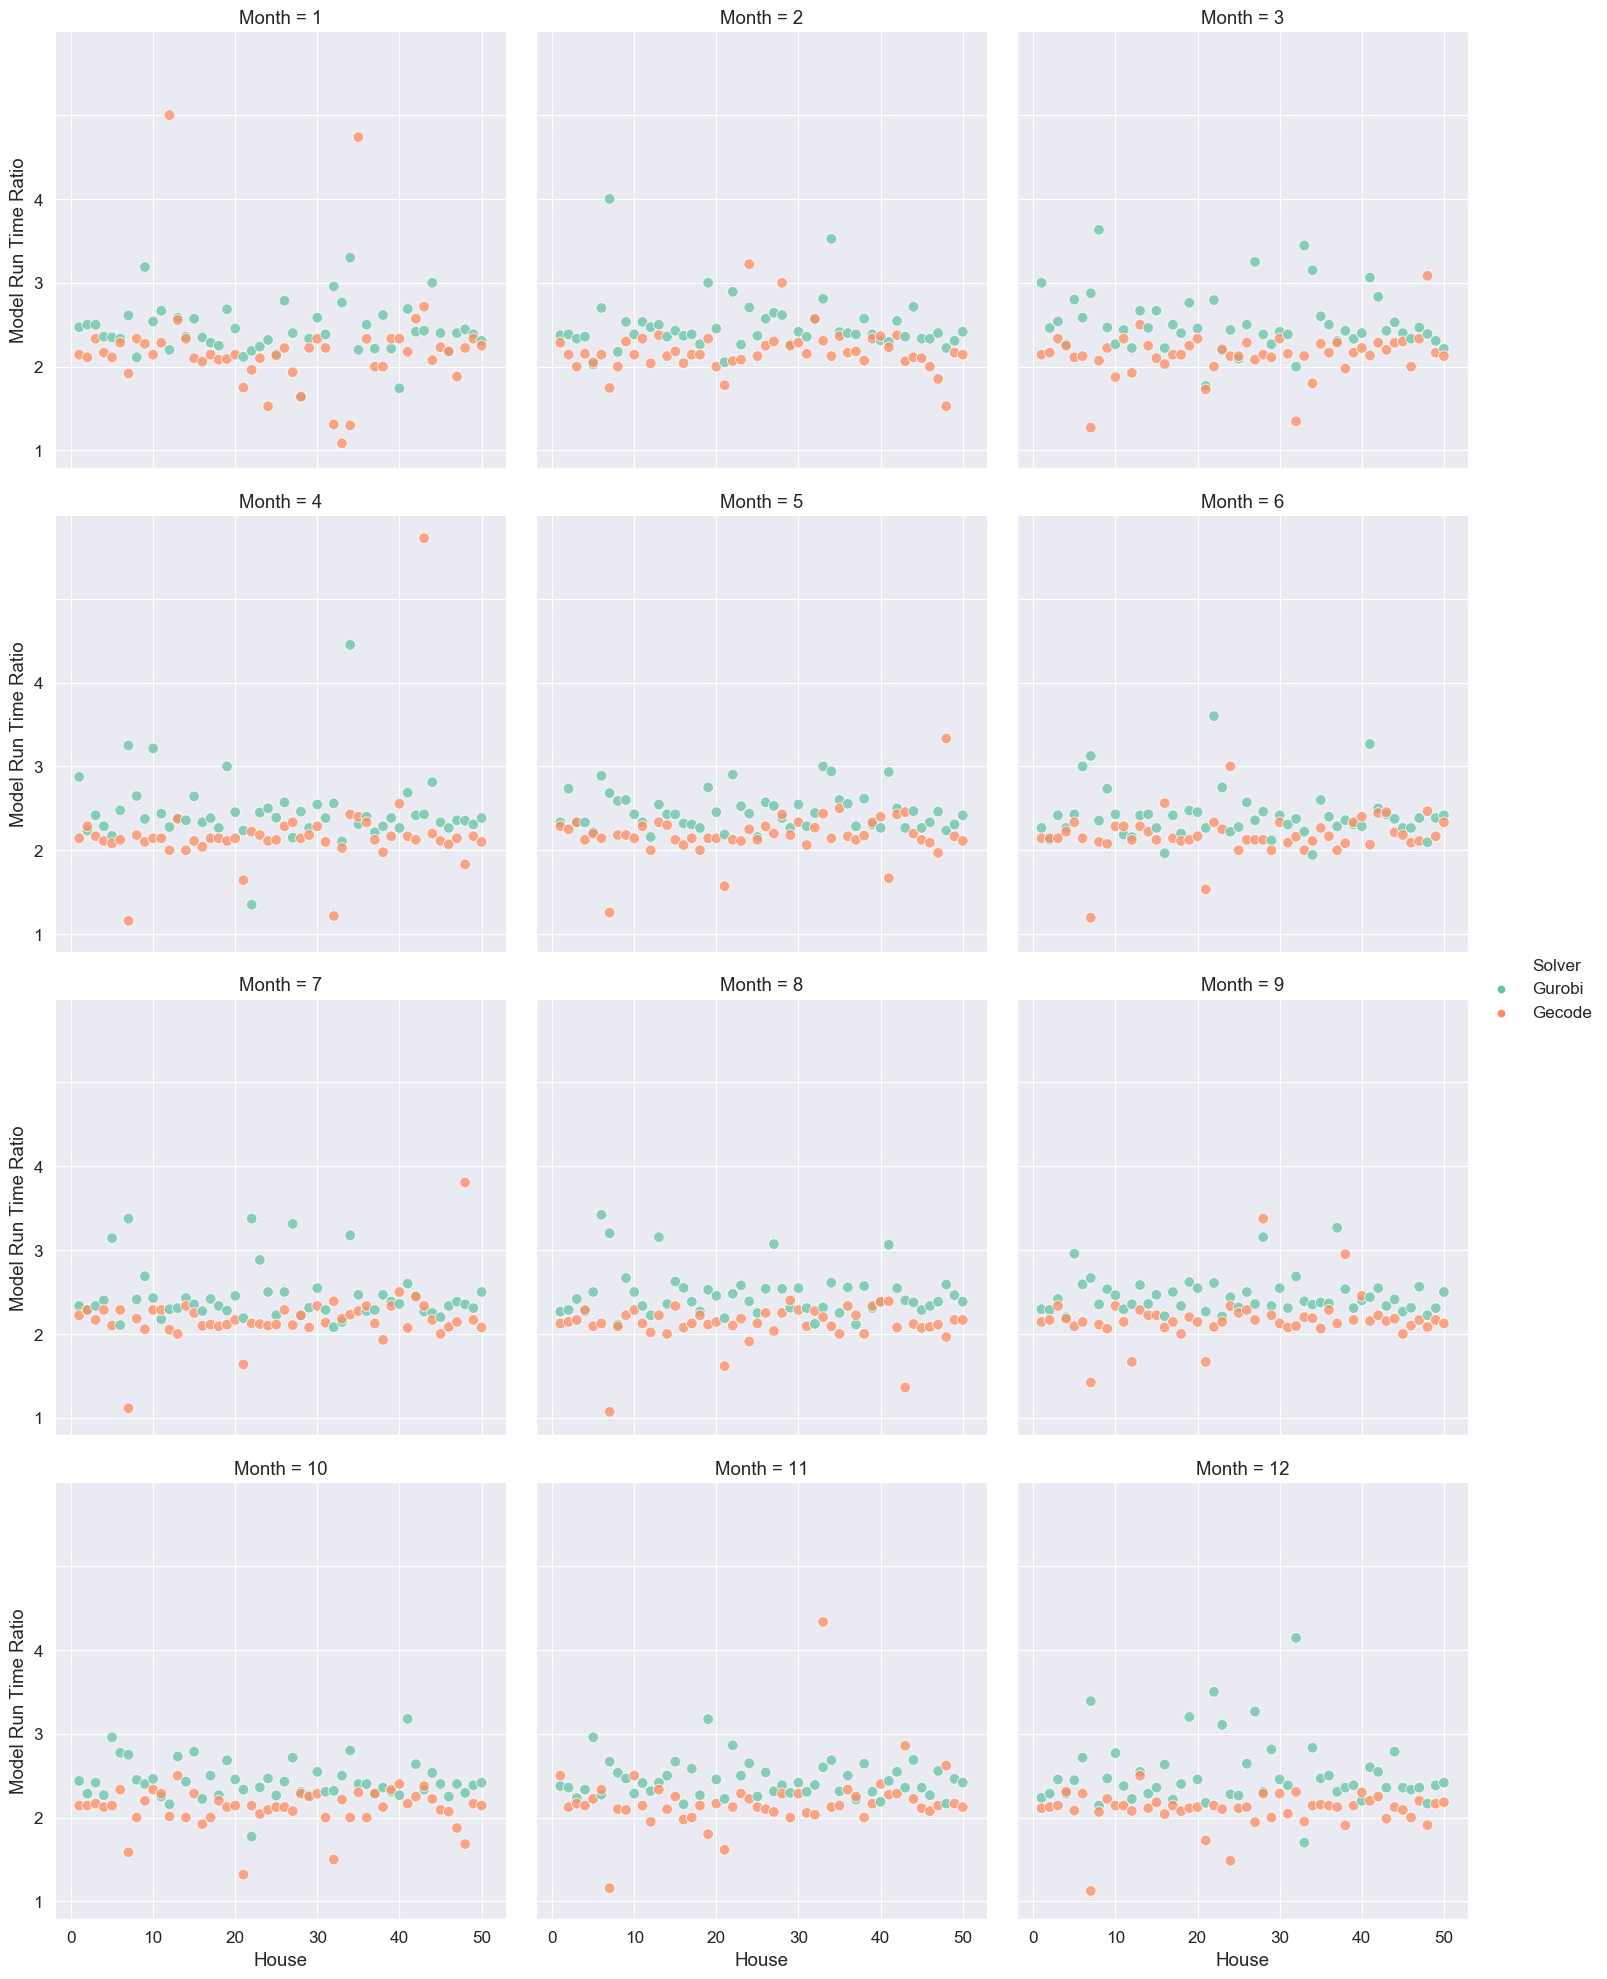 Month = 1
Month = 2
Month = 3
Model Run Time Ratio
4
3
2
1
Month = 4
Month = 5
Month = 6
Model Run Time Ratio
4
3
2
1
Solver
Gurobi
Gecode
Month = 7
Month = 8
Month = 9
Model Run Time Ratio
4
3
2
1
Month = 10
Month = 11
Month = 12
Model Run Time Ratio
4
3
2
1
0 10 20 30 40 50
0 10 20 30 40 50
0 10 20 30 40 50
House
House
House